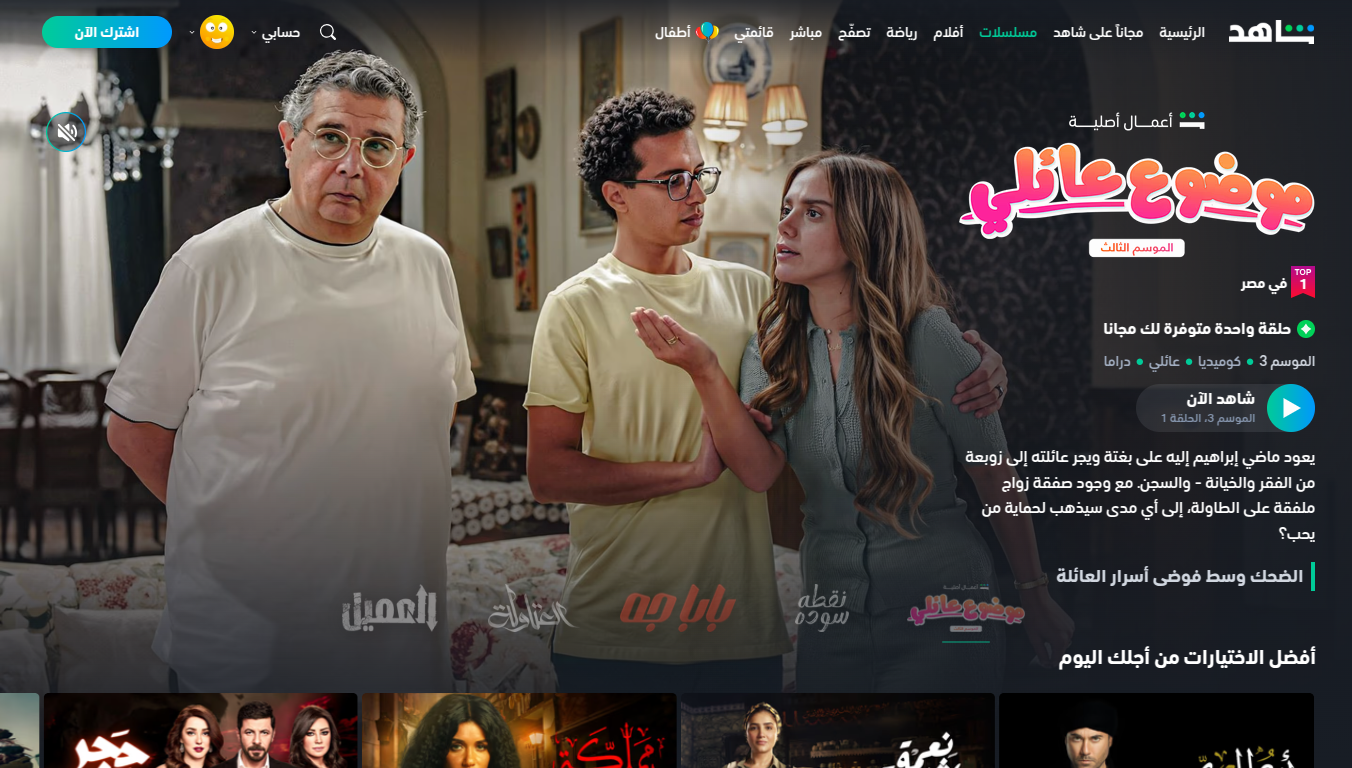 شاهد
الرئيسية
مجاناً على شاهد
مسلسلات
أفلام
رياضة
تصفّح
مباشر
قائمتي
أطفال
حسابي
اشترك الآن
أعمال أصلية
موضوع عائلي
الموسم الثالث
TOP
1
في مصر
حلقة واحدة متوفرة لك مجانا
الموسم 3 • كوميديا • عائلي • دراما
شاهد الآن
الموسم 3، الحلقة 1
يعود ماضي إبراهيم إليه على بغتة ويجر عائلته إلى زوبعة
من الفقر والخيانة - والسجن. مع وجود صفقة زواج
ملفقة على الطاولة، إلى أي مدى سيذهب لحماية من
يحب؟
الضحك وسط فوضى أسرار العائلة
موضوع عائلي
نقطه
سوده
بابا جه
العميل
أفضل الاختيارات من أجلك اليوم
نعمة
مملكة
حجر